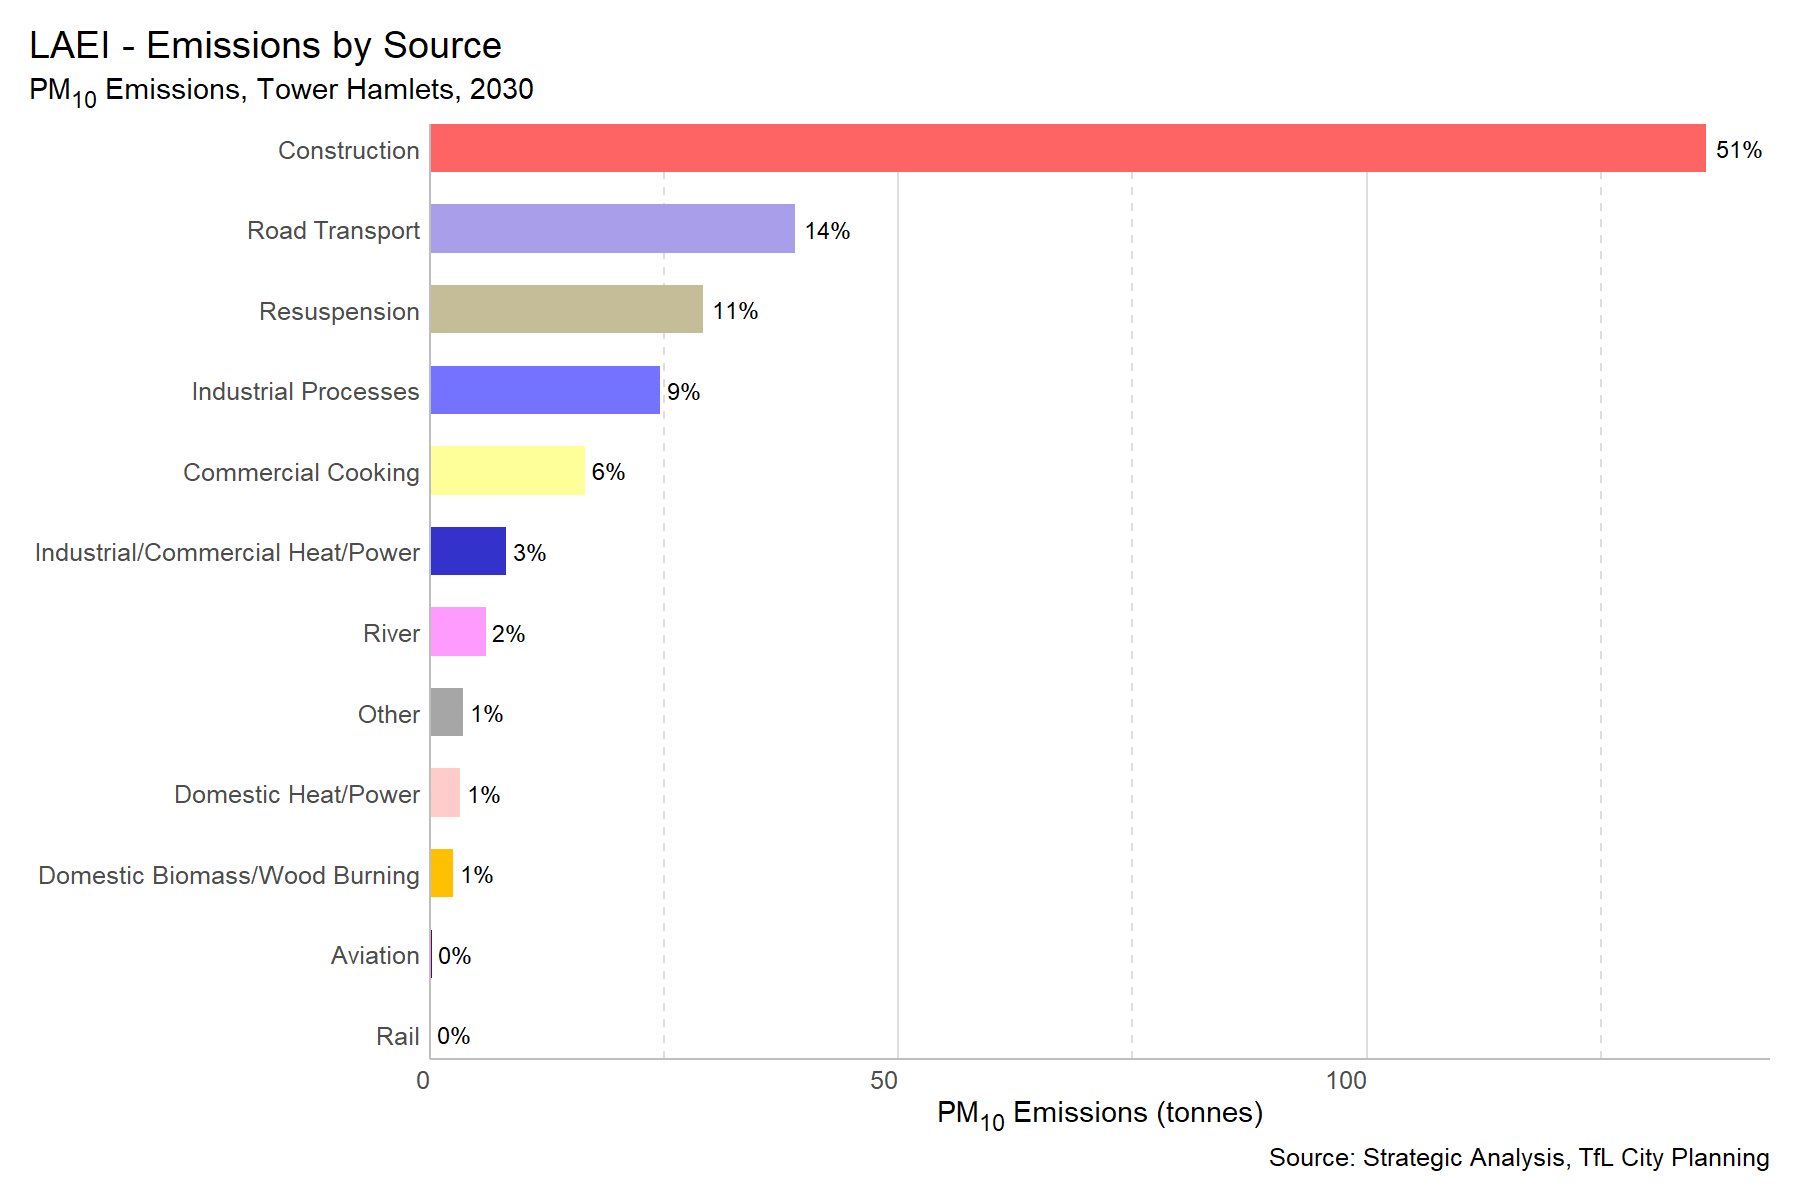 LAEI - Emissions by Source
PM10 Emissions, Tower Hamlets, 2030
Construction 51%
Road Transport 14%
Resuspension 11%
Industrial Processes 9%
Commercial Cooking 6%
Industrial/Commercial Heat/Power 3%
River 2%
Other 1%
Domestic Heat/Power 1%
Domestic Biomass/Wood Burning 1%
Aviation 0%
Rail 0%
0 50 100
PM10 Emissions (tonnes)
Source: Strategic Analysis, TfL City Planning